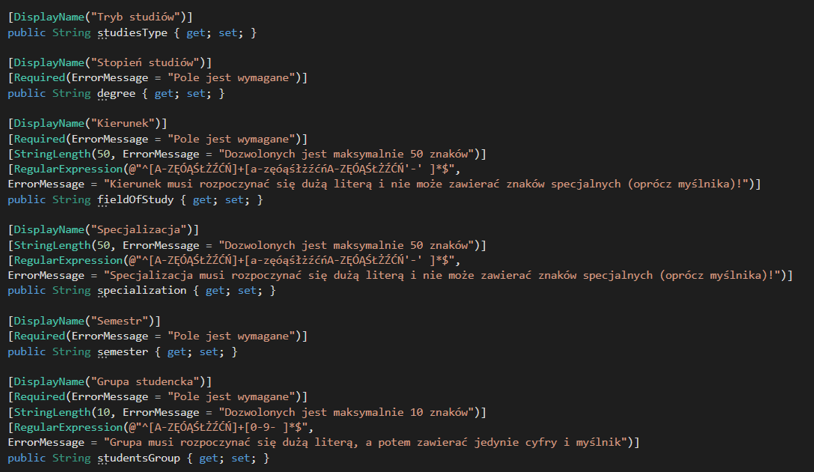 [DisplayName("Tryb studiów")]
public String studiesType { get; set; }
[DisplayName("Stopień studiów")]
[Required(ErrorMessage = "Pole jest wymagane")]
public String degree { get; set; }
[DisplayName("Kierunek")]
[Required(ErrorMessage = "Pole jest wymagane")]
[StringLength(50, ErrorMessage = "Dozwolonych jest maksymalnie 50 znaków")]
[RegularExpression(@"^[A-ZĘÓĄŚŁŻŹĆŃ]+[a-zęóąśłżźćńA-ZĘÓĄŚŁŻŹĆŃ'-' ]*$",
ErrorMessage = "Kierunek musi rozpoczynać się dużą literą i nie może zawierać znaków specjalnych (oprócz myślnika)!")]
public String fieldOfStudy { get; set; }
[DisplayName("Specjalizacja")]
[StringLength(50, ErrorMessage = "Dozwolonych jest maksymalnie 50 znaków")]
[RegularExpression(@"^[A-ZĘÓĄŚŁŻŹĆŃ]+[a-zęóąśłżźćńA-ZĘÓĄŚŁŻŹĆŃ'-' ]*$",
ErrorMessage = "Specjalizacja musi rozpoczynać się dużą literą i nie może zawierać znaków specjalnych (oprócz myślnika)!")]
public String specialization { get; set; }
[DisplayName("Semestr")]
[Required(ErrorMessage = "Pole jest wymagane")]
public String semester { get; set; }
[DisplayName("Grupa studencka")]
[Required(ErrorMessage = "Pole jest wymagane")]
[StringLength(10, ErrorMessage = "Dozwolonych jest maksymalnie 10 znaków")]
[RegularExpression(@"^[A-ZĘÓĄŚŁŻŹĆŃ]+[0-9- ]*$",
ErrorMessage = "Grupa musi rozpoczynać się dużą literą, a potem zawierać jedynie cyfry i myślnik")]
public String studentsGroup { get; set; }